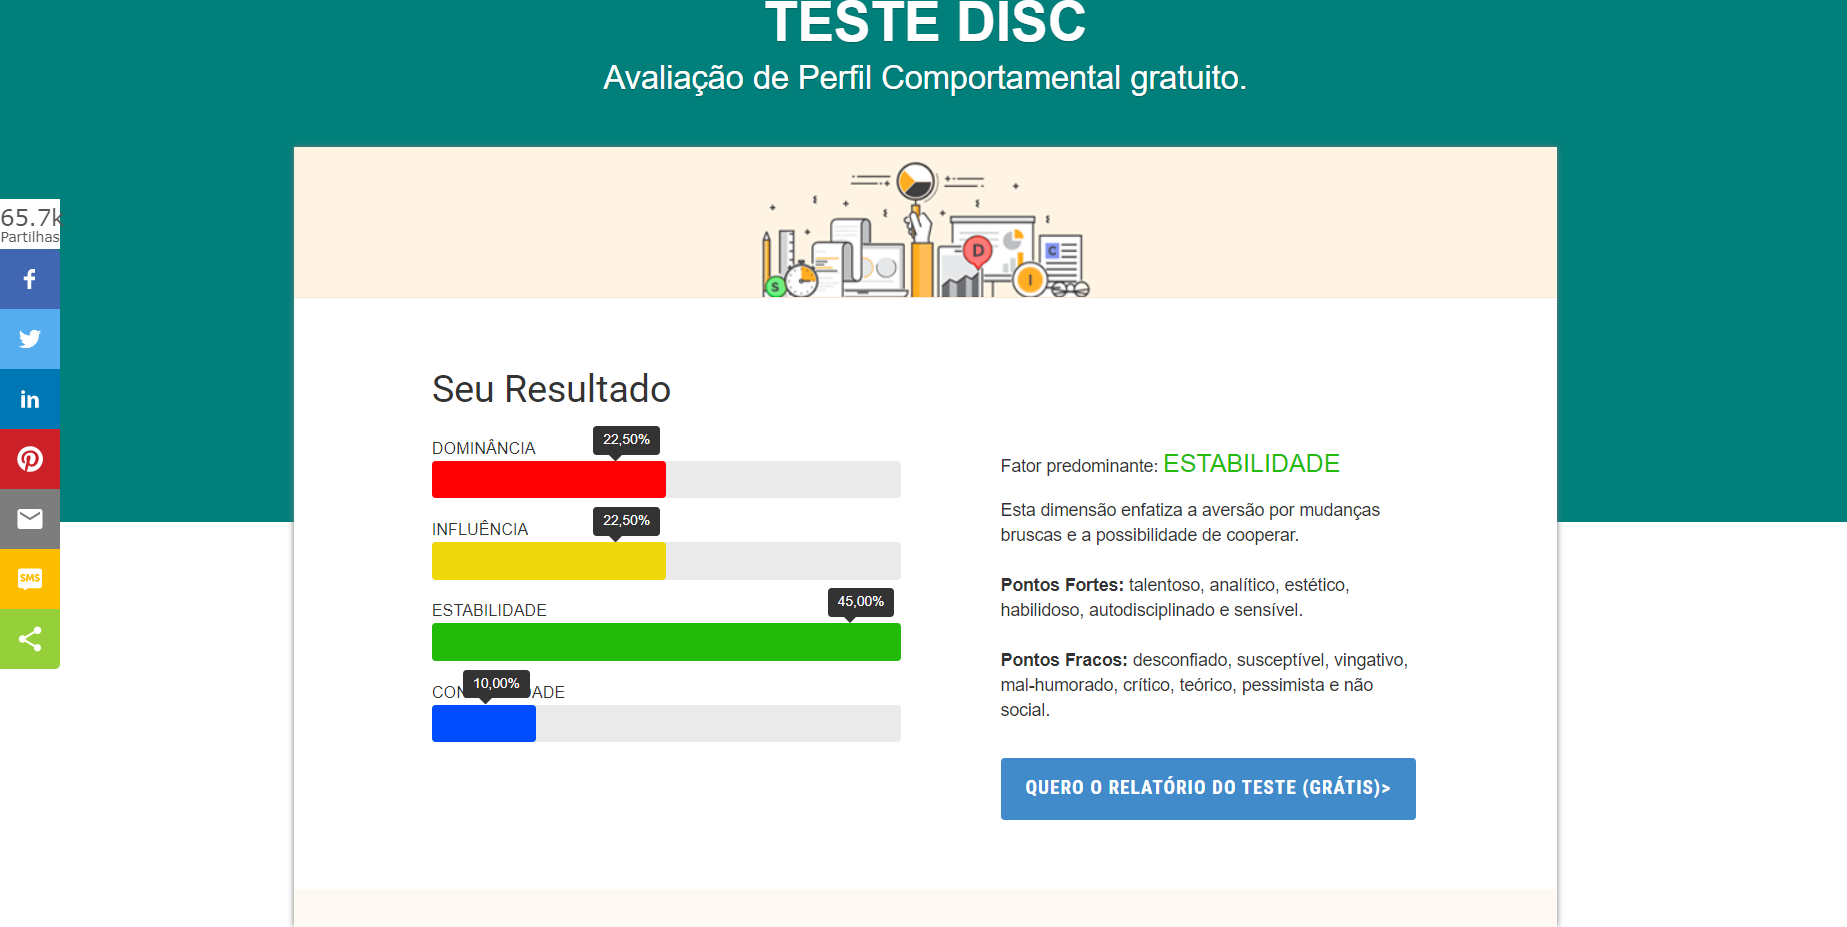 TESTE DISC
Avaliação de Perfil Comportamental gratuito.
65.7k
Partilhas
SMS
S
D
I
C
Seu Resultado
DOMINÂNCIA
22,50%
INFLUÊNCIA
22,50%
ESTABILIDADE
45,00%
CON
10,00%
DADE
Fator predominante: ESTABILIDADE
Esta dimensão enfatiza a aversão por mudanças
bruscas e a possibilidade de cooperar.
Pontos Fortes: talentoso, analítico, estético,
habilidoso, autodisciplinado e sensível.
Pontos Fracos: desconfiado, susceptível, vingativo,
mal-humorado, crítico, teórico, pessimista e não
social.
QUERO O RELATÓRIO DO TESTE (GRÁTIS)>